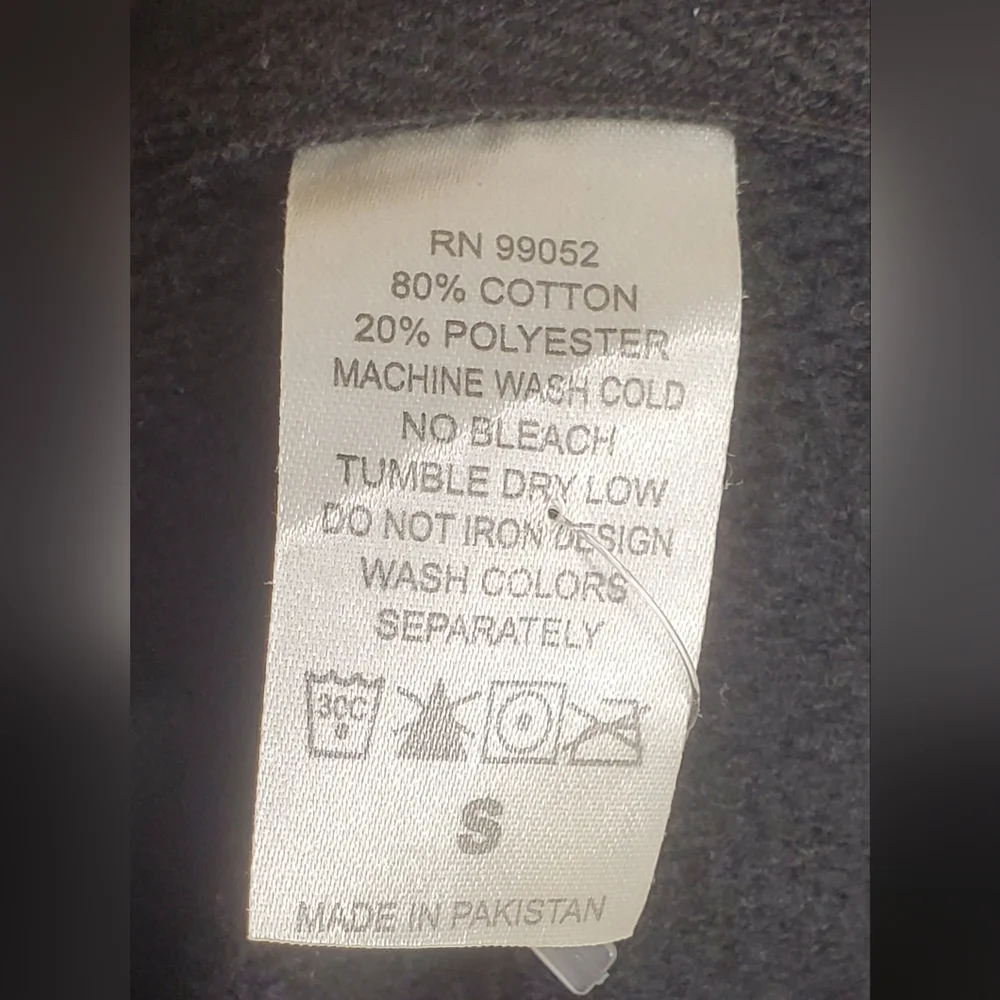 RN 99052
80% COTTON
20% POLYESTER
MACHINE WASH COLD
NO BLEACH
TUMBLE DRY LOW
DO NOT IRON DESIGN
WASH COLORS
SEPARATELY
30C
S
MADE IN PAKISTAN